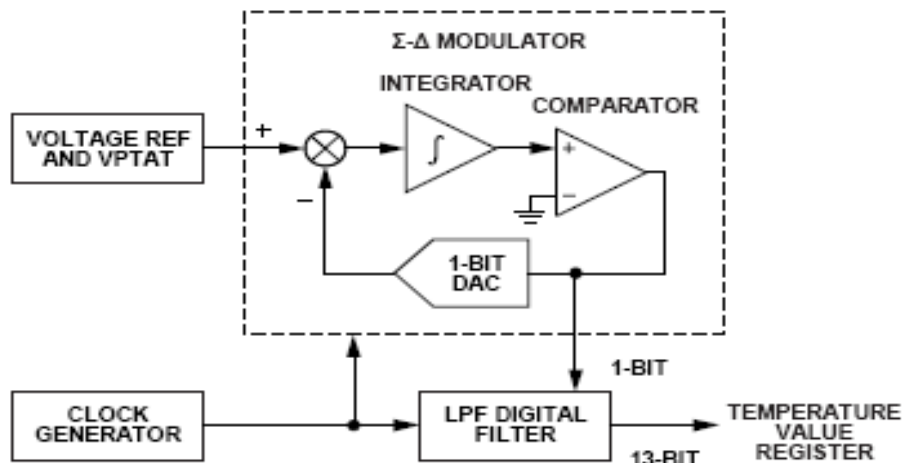 Σ-Δ MODULATOR
INTEGRATOR
COMPARATOR
VOLTAGE REF
AND VPTAT
+
∫
+
−
−
1-BIT
DAC
1-BIT
CLOCK
GENERATOR
LPF DIGITAL
FILTER
13-BIT
TEMPERATURE
VALUE
REGISTER